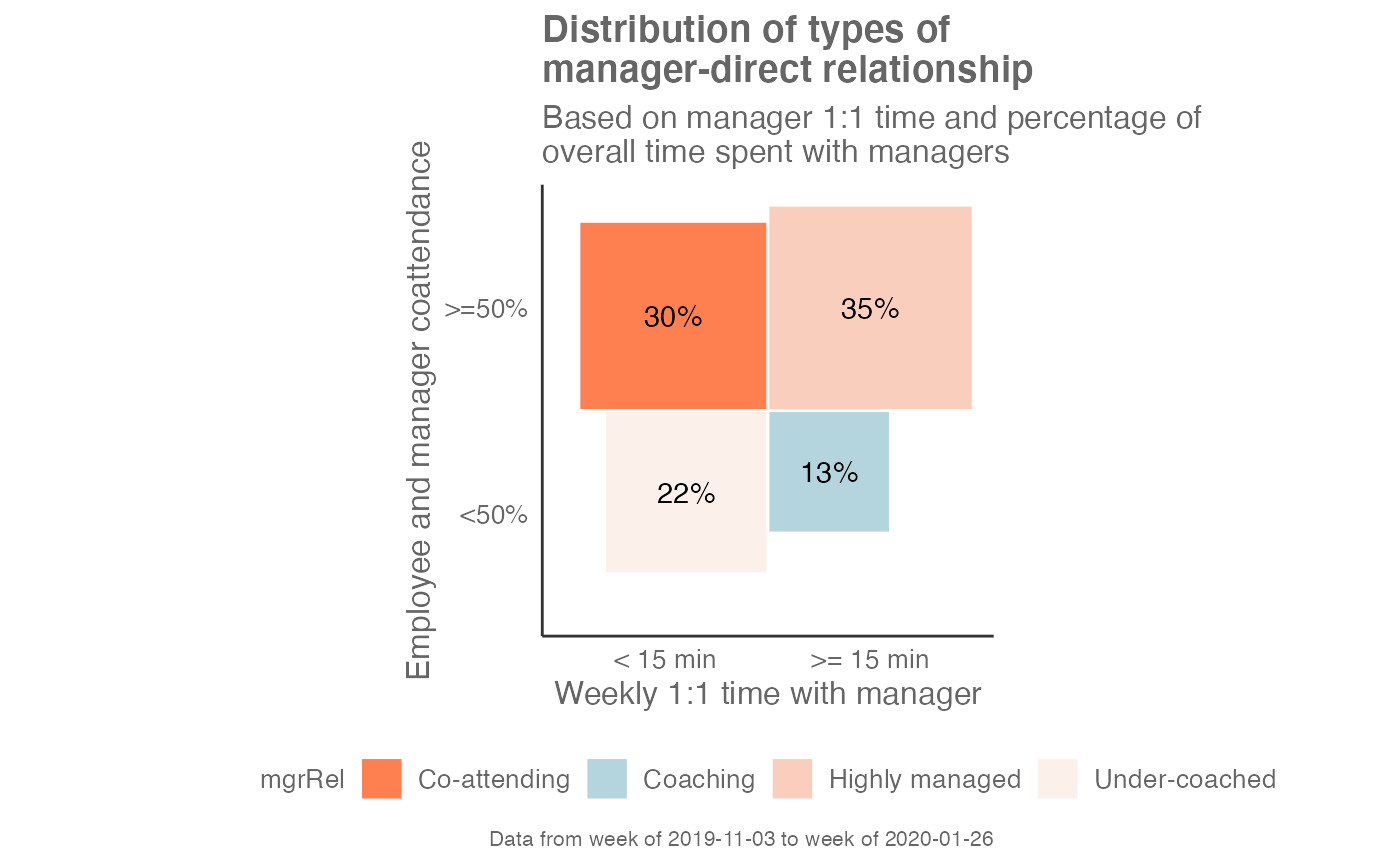 Distribution of types of
manager-direct relationship
Based on manager 1:1 time and percentage of
overall time spent with managers
Employee and manager coattendance
>=50%
<50%
30%
35%
22%
13%
< 15 min
>= 15 min
Weekly 1:1 time with manager
mgrRel Co-attending Coaching Highly managed Under-coached
Data from week of 2019-11-03 to week of 2020-01-26